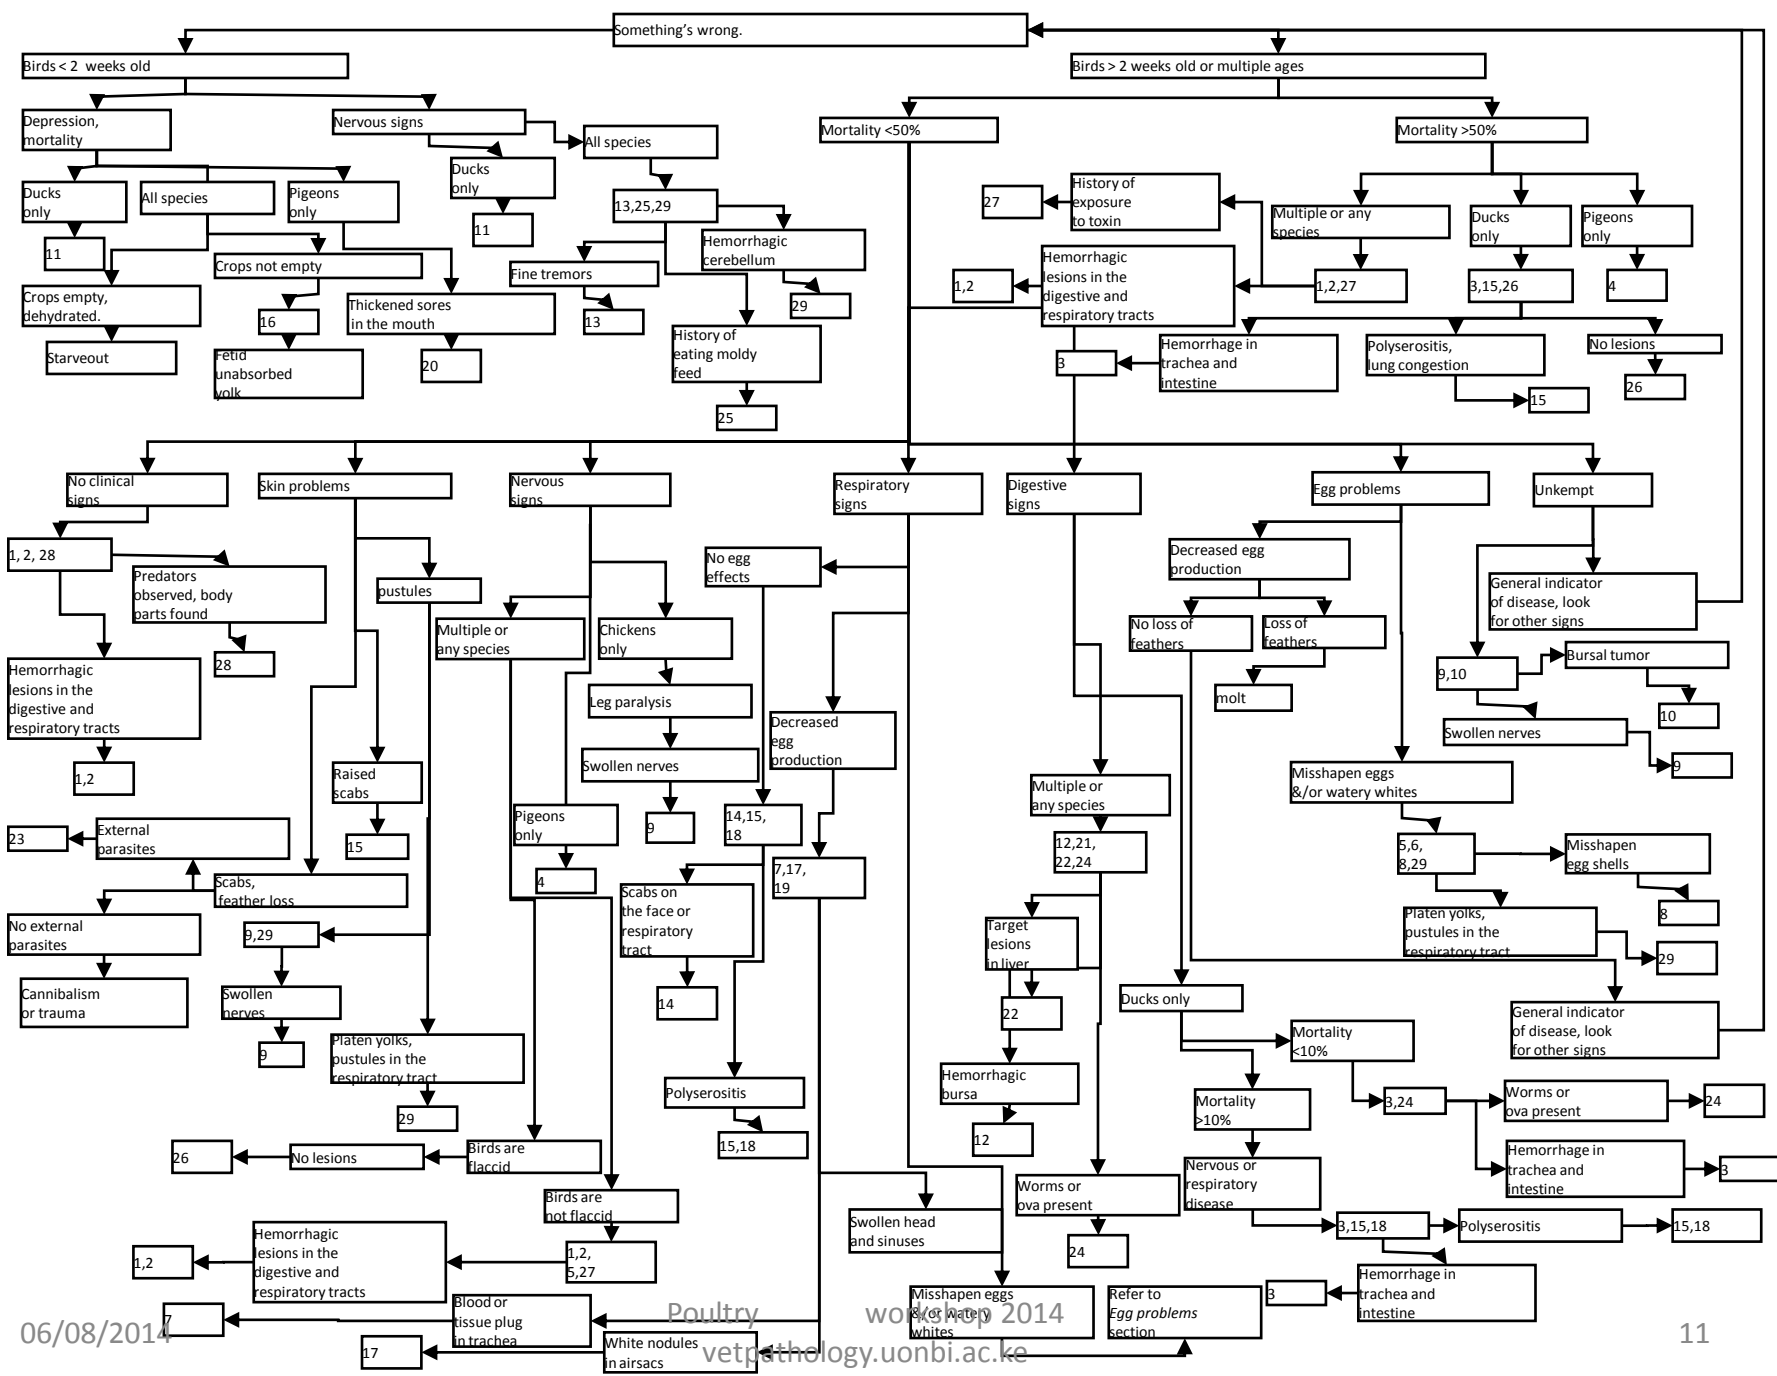 Something's wrong.
Birds < 2 weeks old
Birds > 2 weeks old or multiple ages
Depression,
mortality
Nervous signs
All species
Mortality <50%
Mortality >50%
Ducks
only
All species
Pigeons
only
Ducks
only
13,25,29
27
History of
exposure
to toxin
Multiple or any
species
Ducks
only
Pigeons
only
11
11
Crops not empty
Fine tremors
Hemorrhagic
cerebellum
Hemorrhagic
lesions in the
digestive and
respiratory tracts
1,2
1,2,27
3,15,26
4
Crops empty,
dehydrated.
16
Thickened sores
in the mouth
13
29
Starveout
Fetid
unabsorbed
yolk
20
History of
eating moldy
feed
25
3
Hemorrhage in
trachea and
intestine
Polyserositis,
lung congestion
No lesions
15
26
No clinical
signs
Skin problems
Nervous
signs
Respiratory
signs
Digestive
signs
Egg problems
Unkempt
1, 2, 28
Predators
observed, body
parts found
28
pustules
Multiple or
any species
Chickens
only
No egg
effects
Decreased egg
production
General indicator
of disease, look
for other signs
No loss of
feathers
Loss of
feathers
molt
9,10
Bursal tumor
10
Swollen nerves
9
Hemorrhagic
lesions in the
digestive and
respiratory tracts
1,2
Leg paralysis
Swollen nerves
9
Decreased
egg
production
Raised
scabs
15
Pigeons
only
4
14,15,
18
7,17,
19
Multiple or
any species
12,21,
22,24
Misshapen eggs
&/or watery whites
5,6,
8,29
Misshapen
egg shells
8
23
External
parasites
Scabs,
feather loss
No external
parasites
Cannibalism
or trauma
9,29
Swollen
nerves
9
Platen yolks,
pustules in the
respiratory tract
29
Scabs on
the face or
respiratory
tract
14
Polyserositis
15,18
Target
lesions
in liver
22
Hemorrhagic
bursa
12
Ducks only
Platen yolks,
pustules in the
respiratory tract
29
General indicator
of disease, look
for other signs
Mortality
<10%
Mortality
>10%
3,24
Worms or
ova present
24
Hemorrhage in
trachea and
intestine
3
26
No lesions
Birds are
flaccid
Birds are
not flaccid
Worms or
ova present
24
Nervous or
respiratory
disease
3,15,18
Polyserositis
15,18
Hemorrhage in
trachea and
intestine
3
Swollen head
and sinuses
1,2
Hemorrhagic
lesions in the
digestive and
respiratory tracts
1,2,
5,27
7
Blood or
tissue plug
in trachea
17
White nodules
in airsacs
Misshapen eggs
&/or watery
whites
Refer to
Egg problems
section
06/08/2014
Poultry workshop 2014
vetpathology.uonbi.ac.ke
11